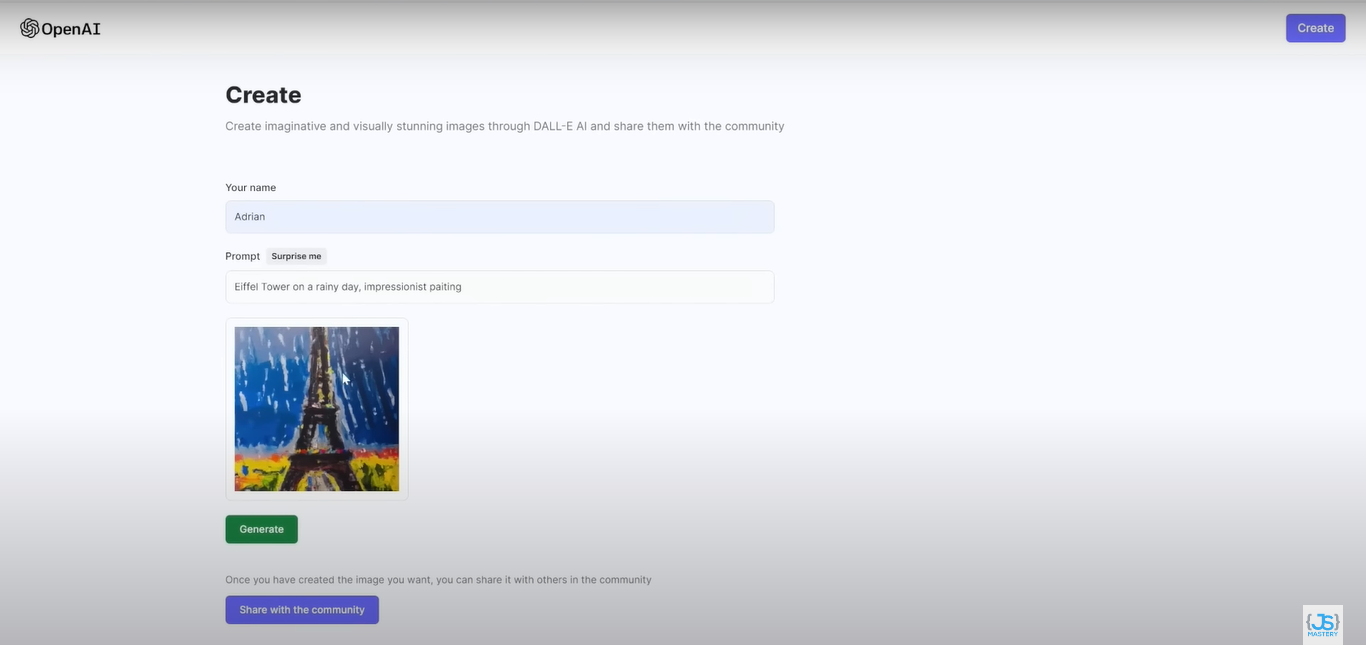 OpenAI
Create
Create
Create imaginative and visually stunning images through DALL-E AI and share them with the community
Your name
Adrian
Prompt Surprise me
Eiffel Tower on a rainy day, impressionist paiting
Generate
Once you have created the image you want, you can share it with others in the community
Share with the community
{JS}
MASTERY